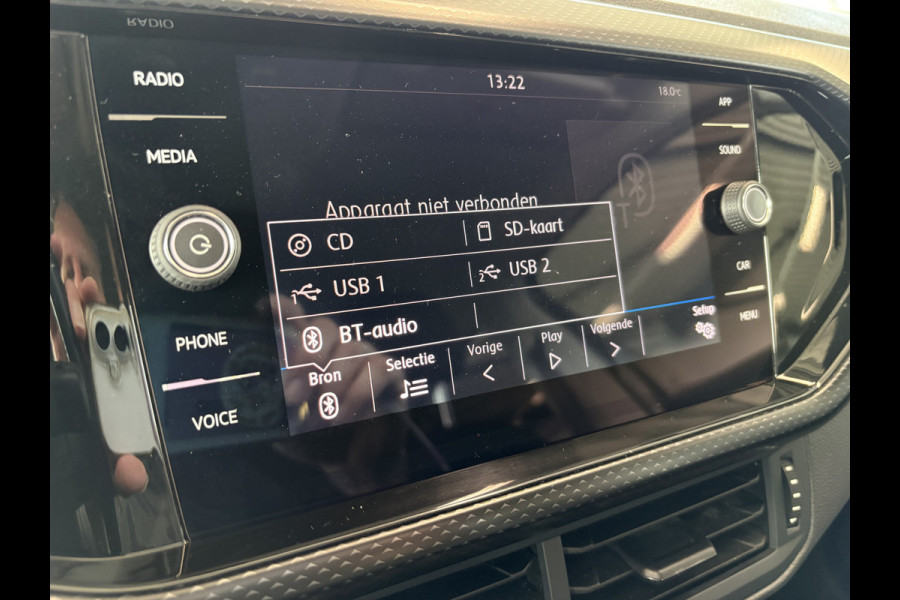 RADIO
RADIO
13:22
18.0°C
APP
MEDIA
SOUND
Apparaat niet verbonden
CD
SD-kaart
USB 1
USB 2
BT-audio
CAR
PHONE
Bron
Selectie
Vorige
Play
Volgende
Setup
MENU
VOICE